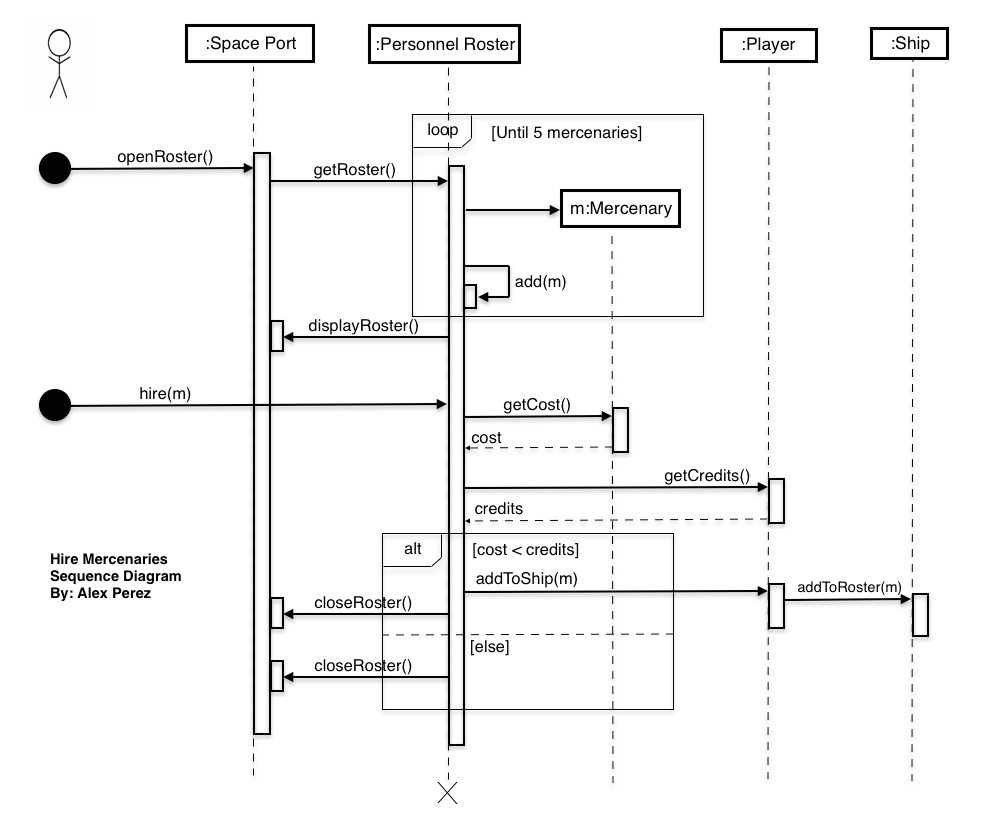 :Space Port
:Personnel Roster
:Player
:Ship
loop
[Until 5 mercenaries]
openRoster()
getRoster()
m:Mercenary
add(m)
displayRoster()
hire(m)
getCost()
cost
getCredits()
credits
alt
[cost < credits]
Hire Mercenaries
Sequence Diagram
By: Alex Perez
addToShip(m)
addToRoster(m)
closeRoster()
[else]
closeRoster()